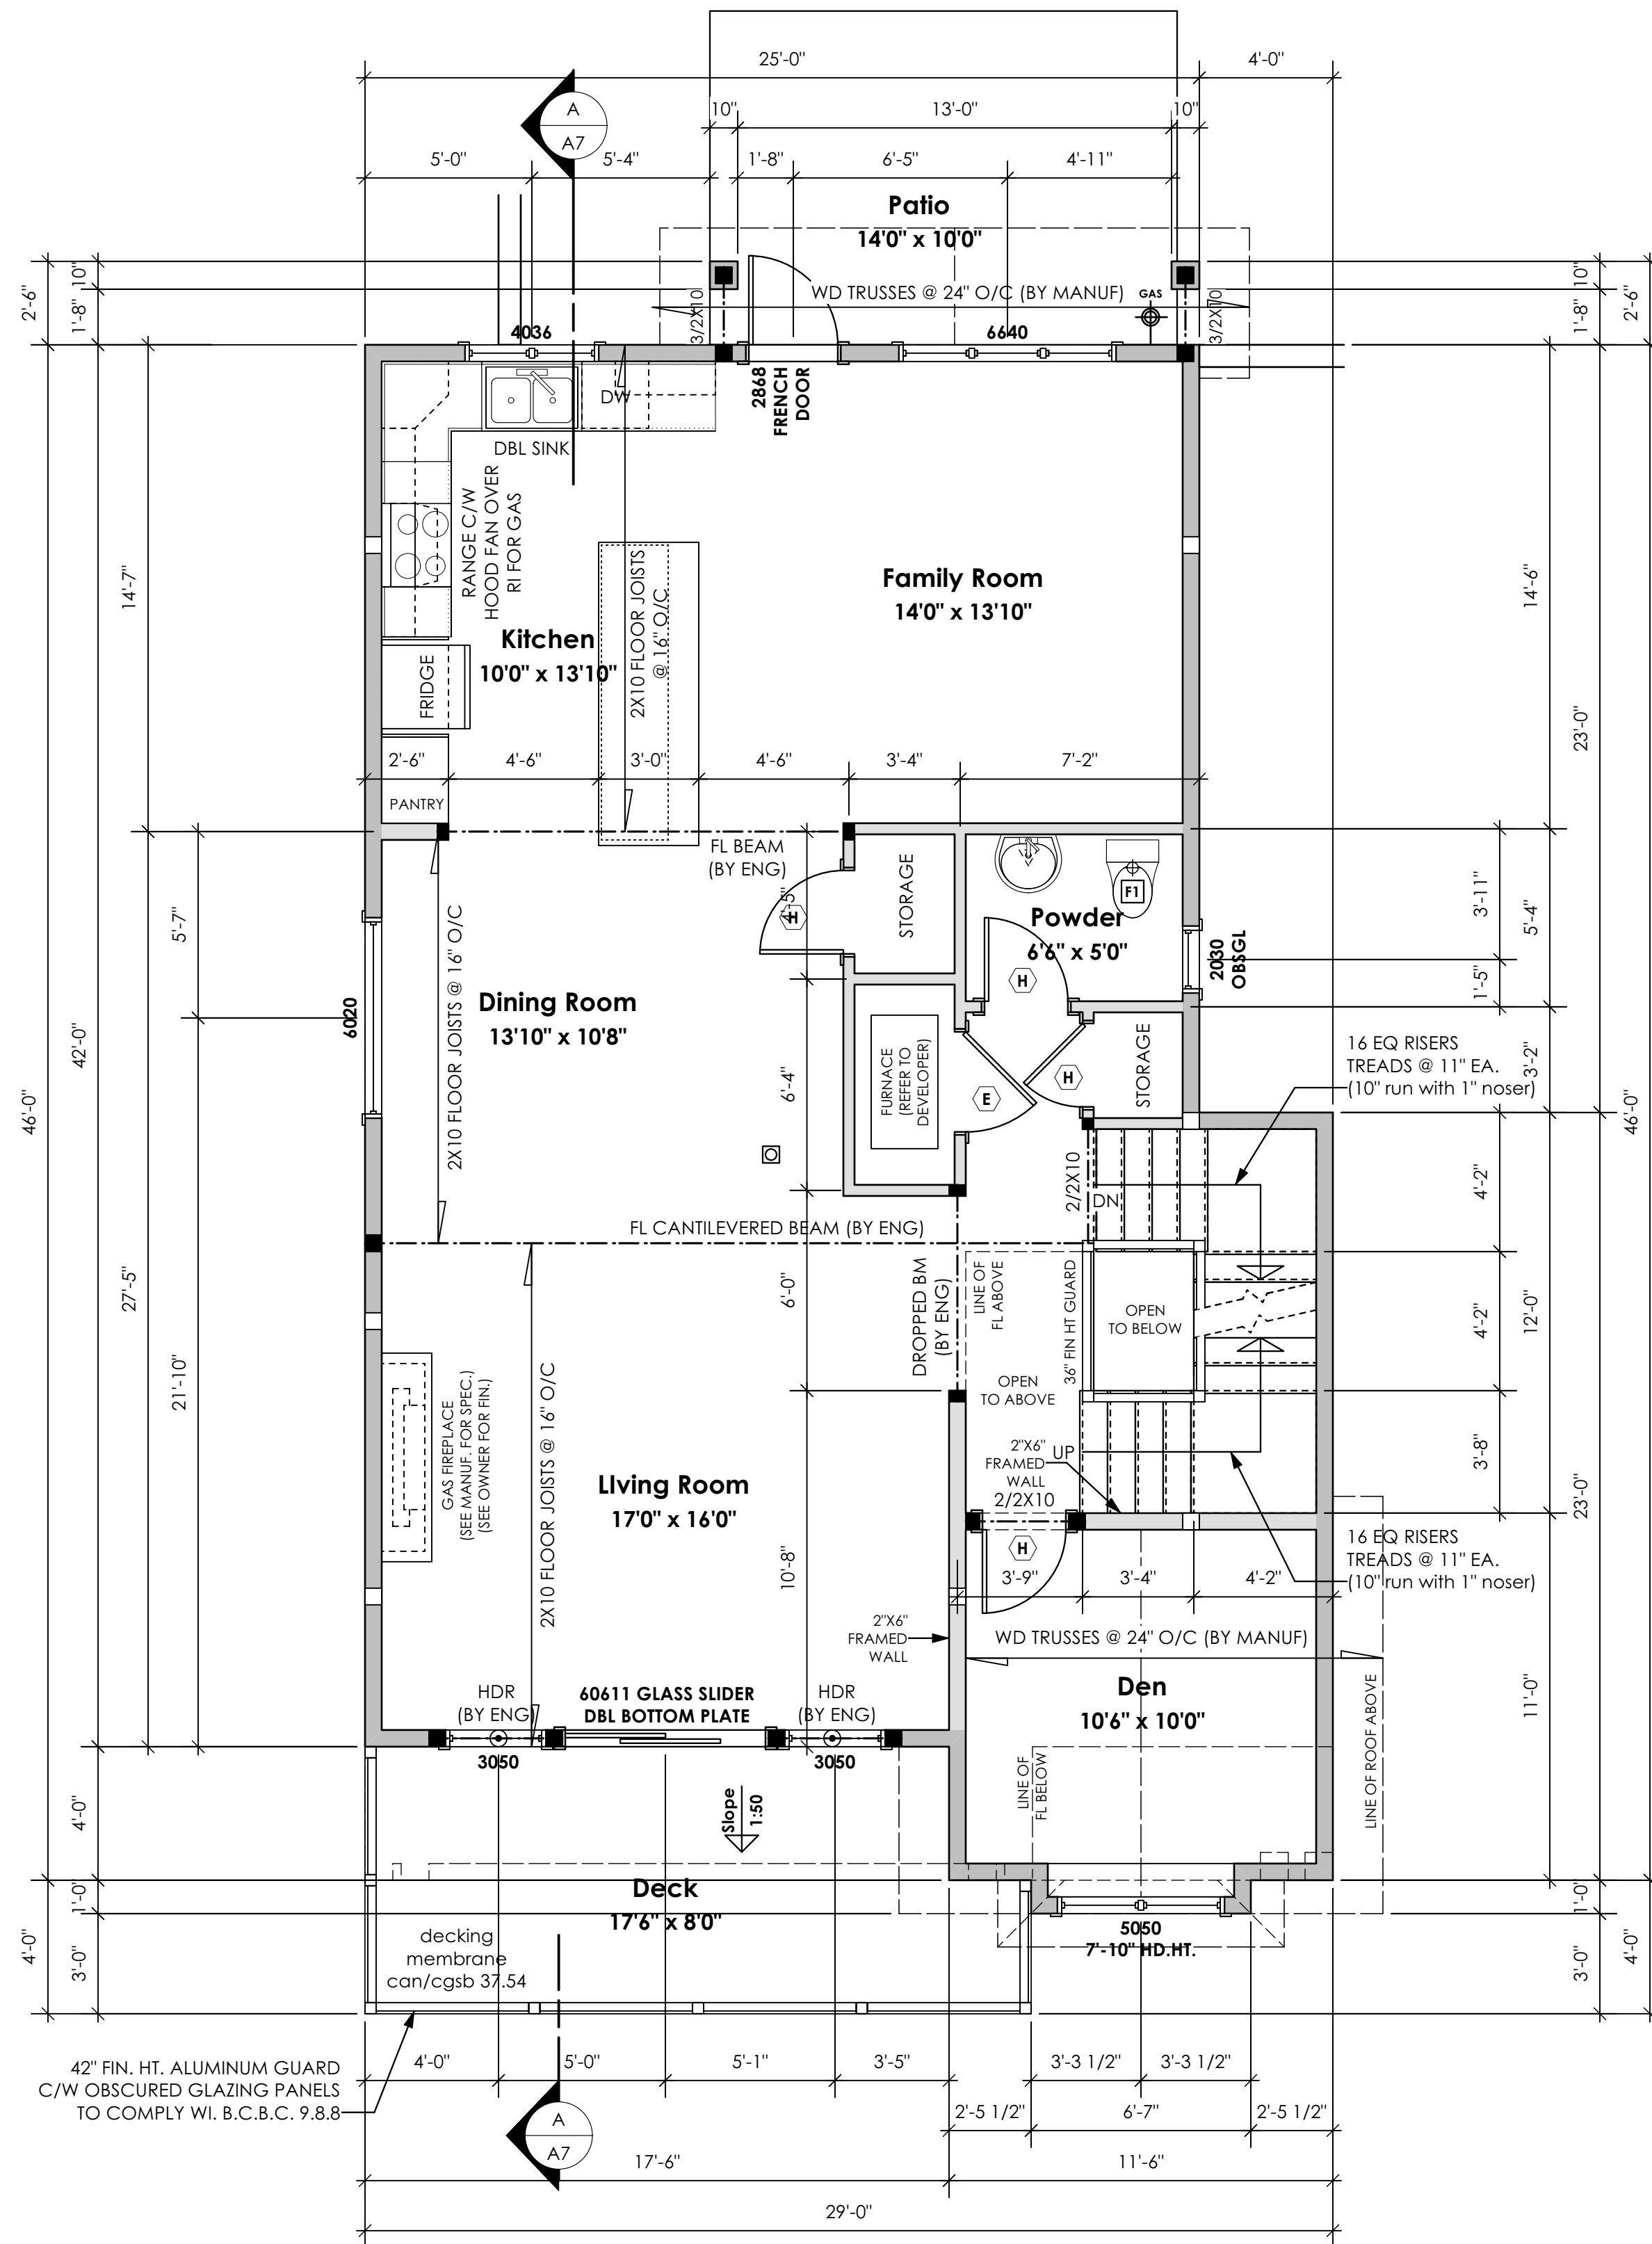 25'-0"
4'-0"
A
A7
10"
13'-0"
10"
5'-0"
5'-4"
1'-8"
6'-5"
4'-11"
Patio
14'0" x 10'0"
WD TRUSSES @ 24" O/C (BY MANUF)
GAS
3/2X10
3/2X10
2'-6"
10"
1'-8"
10"
1'-8"
2'-6"
4036
6640
2868
FRENCH
DOOR
DW
DBL SINK
RANGE C/W
HOOD FAN OVER
RI FOR GAS
2X10 FLOOR JOISTS
@ 16" O/C
Family Room
14'0" x 13'10"
Kitchen
10'0" x 13'10"
FRIDGE
14'-7"
14'-6"
23'-0"
2'-6"
4'-6"
3'-0"
4'-6"
3'-4"
7'-2"
PANTRY
FL BEAM
(BY ENG)
4'-5"
H
STORAGE
F1
Powder
6'6" x 5'0"
H
2030
OBSGL
3'-11"
5'-4"
1'-5"
5'-7"
6020
2X10 FLOOR JOISTS @ 16" O/C
Dining Room
13'10" x 10'8"
42'-0"
46'-0"
6'-4"
FURNACE
(REFER TO
DEVELOPER)
E
H
STORAGE
16 EQ RISERS
TREADS @ 11" EA.
(10" run with 1" noser)
3'-2"
46'-0"
2/2X10
DN
4'-2"
FL CANTILEVERED BEAM (BY ENG)
27'-5"
6'-0"
DROPPED BM
(BY ENG)
LINE OF
FL ABOVE
36" FIN HT GUARD
OPEN
TO BELOW
4'-2"
12'-0"
21'-10"
GAS FIREPLACE
(SEE MANUF. FOR SPEC.)
(SEE OWNER FOR FIN.)
2X10 FLOOR JOISTS @ 16" O/C
OPEN
TO ABOVE
2"X6"
FRAMED
WALL
UP
2/2X10
3'-8"
LIving Room
17'0" x 16'0"
23'-0"
H
10'-8"
3'-9"
3'-4"
4'-2"
16 EQ RISERS
TREADS @ 11" EA.
(10" run with 1" noser)
2"X6"
FRAMED
WALL
WD TRUSSES @ 24" O/C (BY MANUF)
Den
10'6" x 10'0"
LINE OF ROOF ABOVE
11'-0"
HDR
(BY ENG)
60611 GLASS SLIDER
DBL BOTTOM PLATE
HDR
(BY ENG)
3050
3050
LINE OF
FL BELOW
Slope
1:50
4'-0"
Deck
17'6" x 8'0"
decking
membrane
can/cgsb 37.54
5050
7'-10" HD.HT.
4'-0"
1'-0"
3'-0"
1'-0"
3'-0"
4'-0"
42" FIN. HT. ALUMINUM GUARD
C/W OBSCURED GLAZING PANELS
TO COMPLY WI. B.C.B.C. 9.8.8
4'-0"
5'-0"
5'-1"
3'-5"
3'-3 1/2"
3'-3 1/2"
A
A7
2'-5 1/2"
6'-7"
2'-5 1/2"
17'-6"
11'-6"
29'-0"